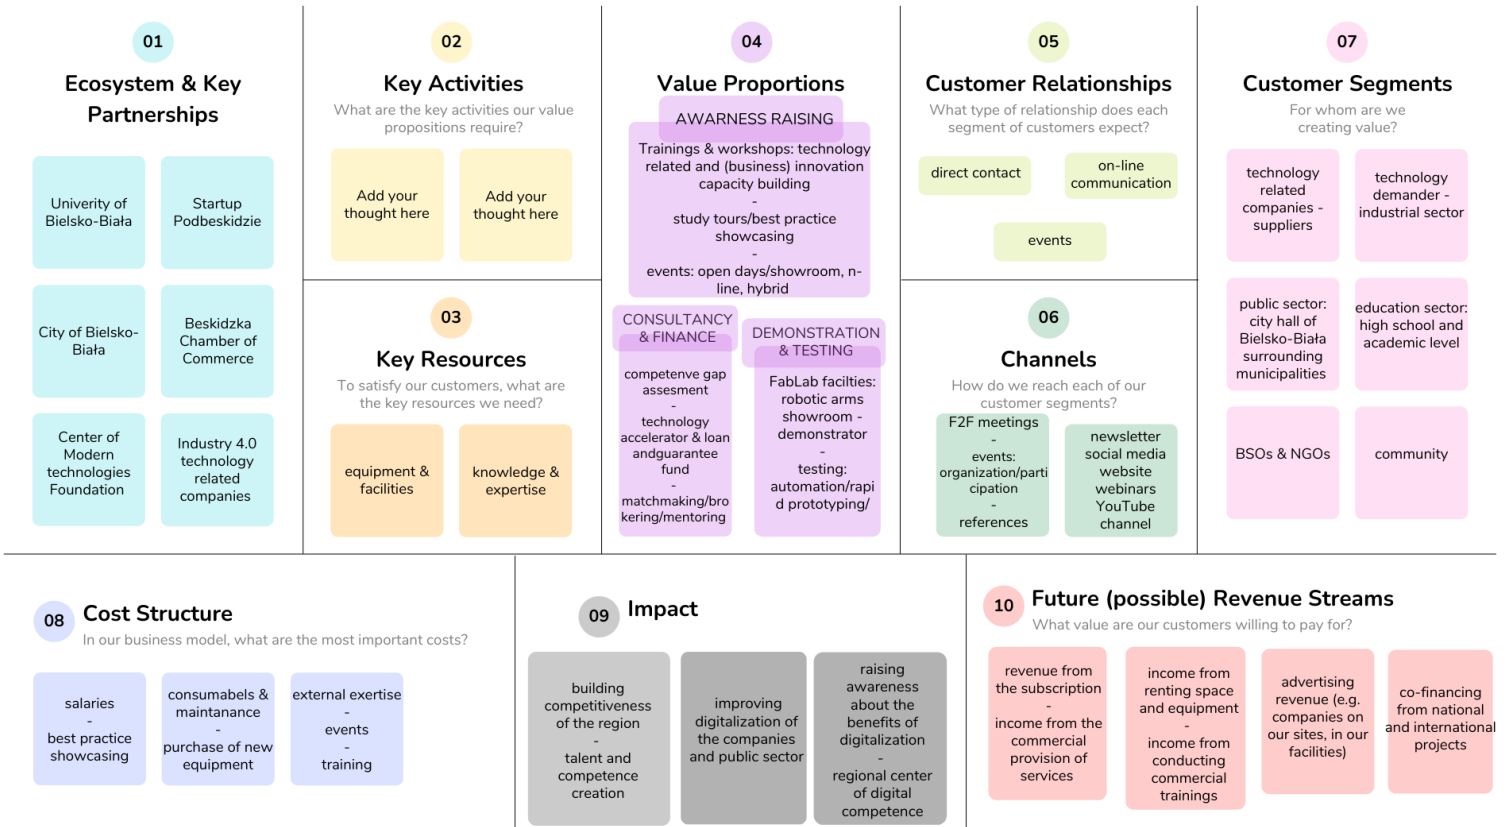 01
Ecosystem & Key
Partnerships
Univerity of
Bielsko-Biała
Startup
Podbeskidzie
City of Bielsko-
Biała
Beskidzka
Chamber of
Commerce
Center of
Modern
technologies
Foundation
Industry 4.0
technology
related
companies
02
Key Activities
What are the key activities our value
propositions require?
Add your
thought here
Add your
thought here
03
Key Resources
To satisfy our customers, what are
the key resources we need?
equipment &
facilities
knowledge &
expertise
04
Value Proportions
AWARNESS RAISING
Trainings & workshops: technology
related and (business) innovation
capacity building
-
study tours/best practice
showcasing
-
events: open days/showroom, n-
line, hybrid
CONSULTANCY
& FINANCE
competenve gap
assesment
-
technology
accelerator & loan
andguarantee
fund
-
matchmaking/bro
kering/mentoring
DEMONSTRATION
& TESTING
FabLab facilties:
robotic arms
showroom -
demonstrator
-
testing:
automation/rapi
d prototyping/
05
Customer Relationships
What type of relationship does each
segment of customers expect?
direct contact
on-line
communication
events
06
Channels
How do we reach each of our
customer segments?
F2F meetings
-
events:
organization/parti
cipation
-
references
newsletter
social media
website
webinars
YouTube
channel
07
Customer Segments
For whom are we
creating value?
technology
related
companies -
suppliers
technology
demander -
industrial sector
public sector:
city hall of
Bielsko-Biała
surrounding
municipalities
education sector:
high school and
academic level
BSOs & NGOs
community
08
Cost Structure
In our business model, what are the most important costs?
salaries
-
best practice
showcasing
consumabels &
maintanance
-
purchase of new
equipment
external exertise
-
events
-
training
09
Impact
building
competitiveness
of the region
-
talent and
competence
creation
improving
digitalization of
the companies
and public sector
raising
awareness
about the
benefits of
digitalization
-
regional center
of digital
competence
10
Future (possible) Revenue Streams
What value are our customers willing to pay for?
revenue from
the subscription
-
income from the
commercial
provision of
services
income from
renting space
and equipment
-
income from
conducting
commercial
trainings
advertising
revenue (e.g.
companies on
our sites, in our
facilities)
co-financing
from national
and international
projects